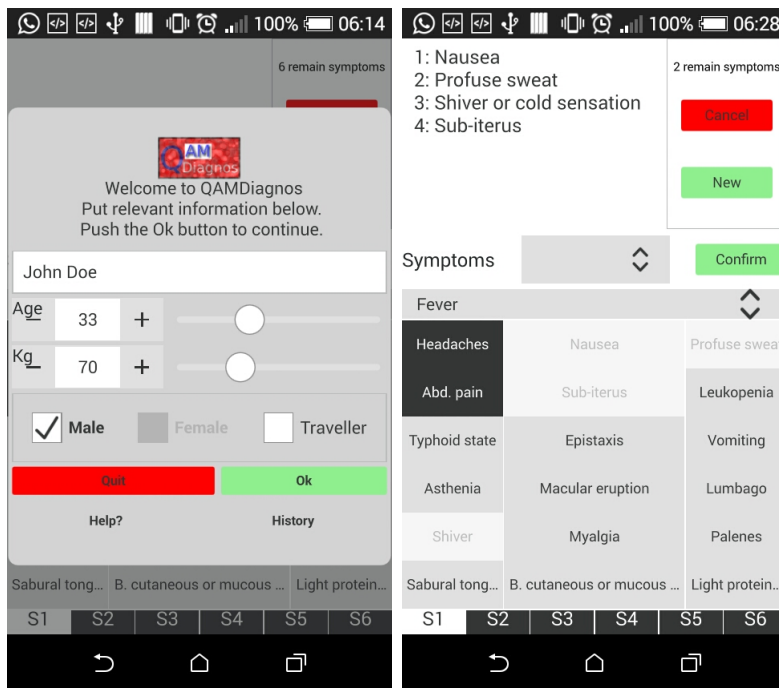 100% 06:14
6 remain symptoms
QAM
Diagnos
Welcome to QAMDiagnos
Put relevant information below.
Push the Ok button to continue.
John Doe
Age 33 +
Kg 70 +
Male Female Traveller
Quit Ok
Help? History
Sabural tong... B. cutaneous or mucous ... Light protein...
S1 S2 S3 S4 S5 S6
100% 06:28
1: Nausea
2: Profuse sweat
3: Shiver or cold sensation
4: Sub-iterus
2 remain symptoms
Cancel
New
Symptoms Confirm
Fever
Headaches Nausea Profuse sweat
Abd. pain Sub-iterus Leukopenia
Typhoid state Epistaxis Vomiting
Asthenia Macular eruption Lumbago
Shiver Myalgia Palenes
Sabural tong... B. cutaneous or mucous ... Light protein...
S1 S2 S3 S4 S5 S6